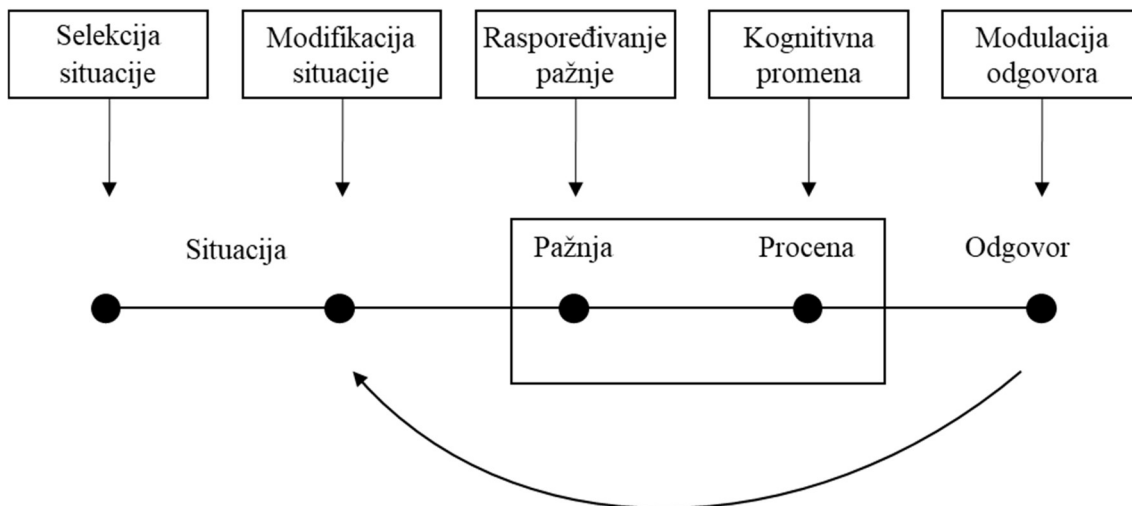 Selekcija
situacije
Modifikacija
situacije
Raspoređivanje
pažnje
Kognitivna
promena
Modulacija
odgovora
Situacija
Pažnja
Procena
Odgovor